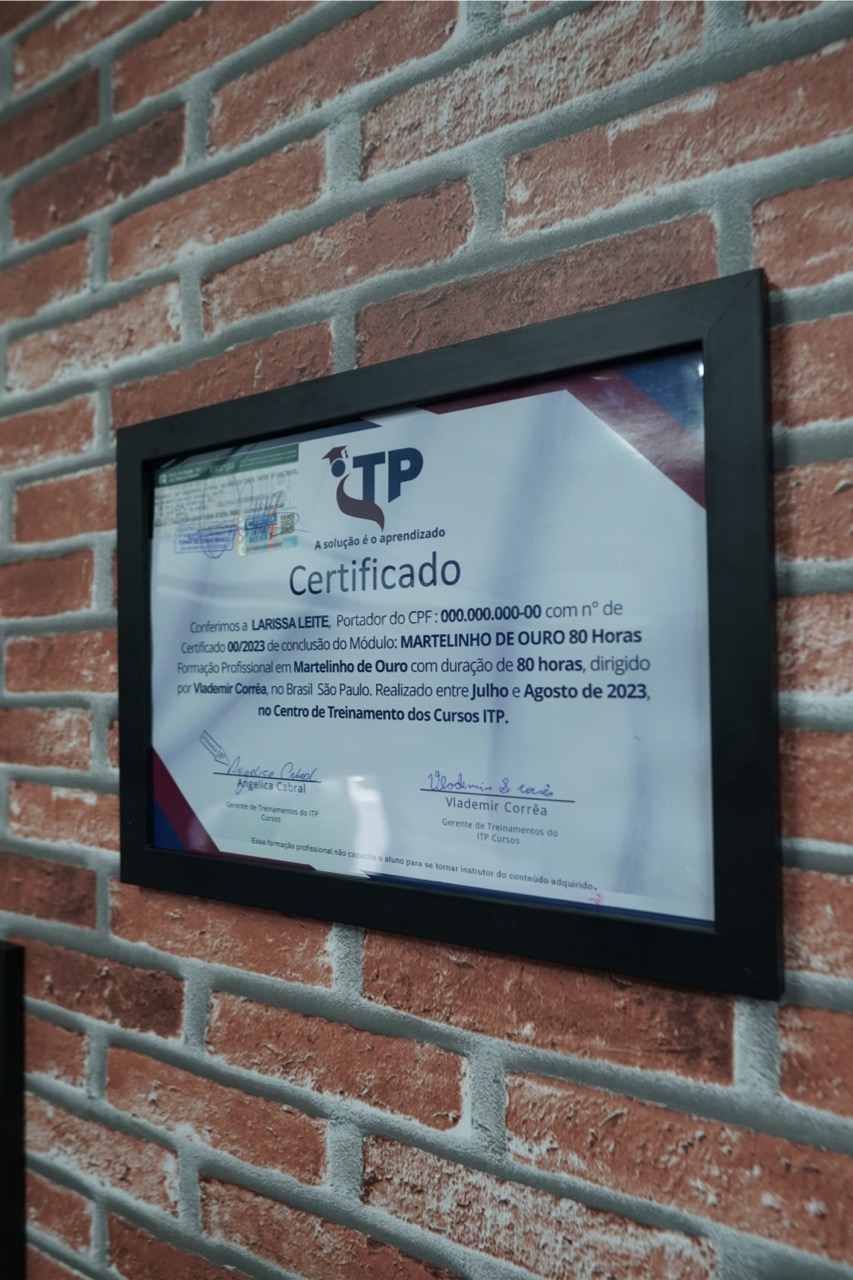 ITP
A solução é o aprendizado
Certificado
Conferimos a LARISSA LEITE, Portador do CPF : 000.000.000-00 com n° de
Certificado 00/2023 de conclusão do Módulo: MARTELINHO DE OURO 80 Horas
Formação Profissional em Martelinho de Ouro com duração de 80 horas, dirigido
por Vlademir Corrêa, no Brasil São Paulo. Realizado entre Julho e Agosto de 2023,
no Centro de Treinamento dos Cursos ITP.
Angelica Cabral
Angelica Cabral
Gerente de Treinamentos do ITP
Cursos
Vlademir S Corrêa
Vlademir Corrêa
Gerente de Treinamentos do
ITP Cursos
Essa formação profissional não capacita o aluno para se tornar instrutor do conteúdo adquirido.